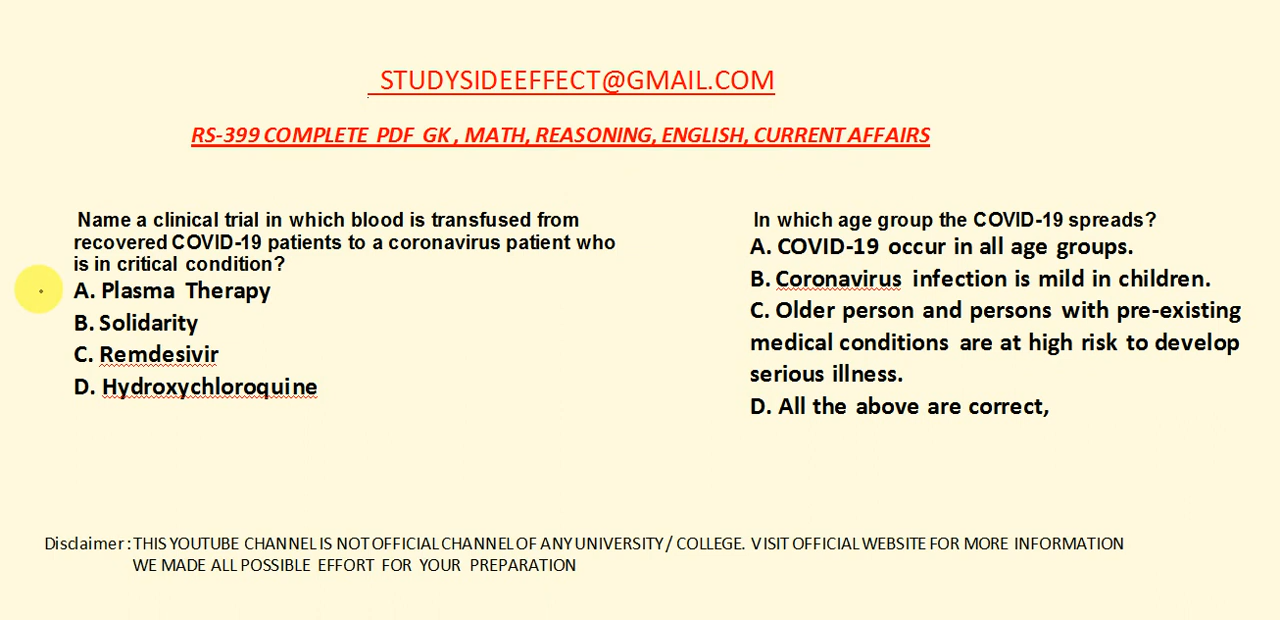 STUDYSIDEEFFECT@GMAIL.COM
RS-399 COMPLETE PDF GK , MATH, REASONING, ENGLISH, CURRENT AFFAIRS
Name a clinical trial in which blood is transfused from
recovered COVID-19 patients to a coronavirus patient who
is in critical condition?
A. Plasma Therapy
B. Solidarity
C. Remdesivir
D. Hydroxychloroquine
In which age group the COVID-19 spreads?
A. COVID-19 occur in all age groups.
B. Coronavirus infection is mild in children.
C. Older person and persons with pre-existing
medical conditions are at high risk to develop
serious illness.
D. All the above are correct,
Disclaimer : THIS YOUTUBE CHANNEL IS NOT OFFICIAL CHANNEL OF ANY UNIVERSITY / COLLEGE. VISIT OFFICIAL WEBSITE FOR MORE INFORMATION
WE MADE ALL POSSIBLE EFFORT FOR YOUR PREPARATION